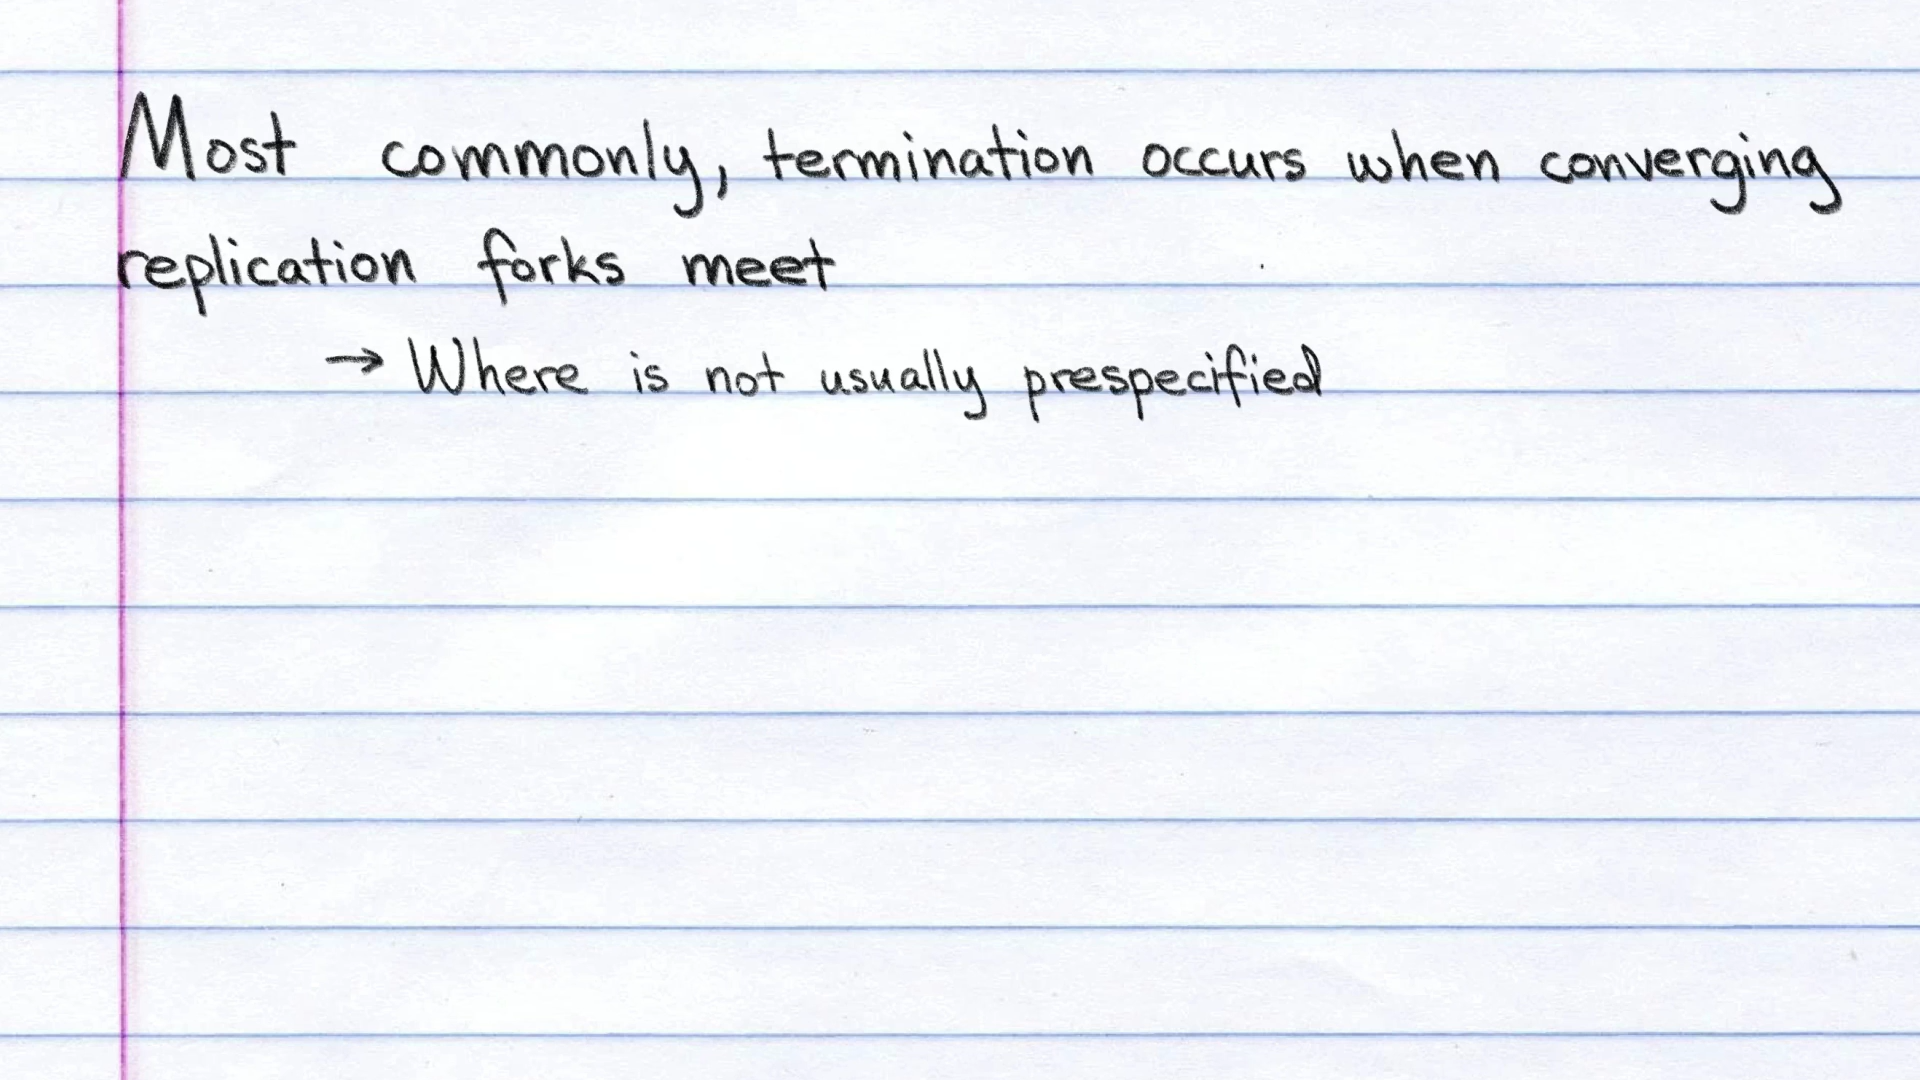 Most commonly, termination occurs when converging
replication forks meet
→ Where is not usually prespecified